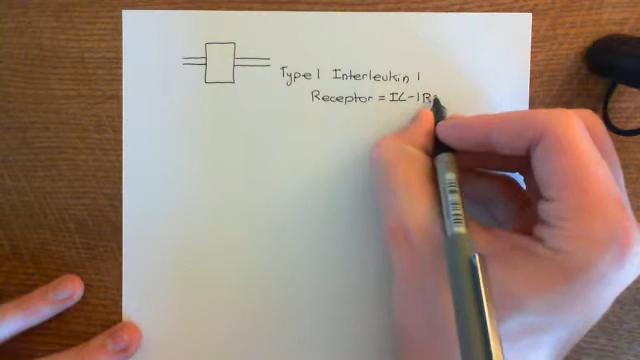 Type 1 Interleukin 1
Receptor = IL-1R